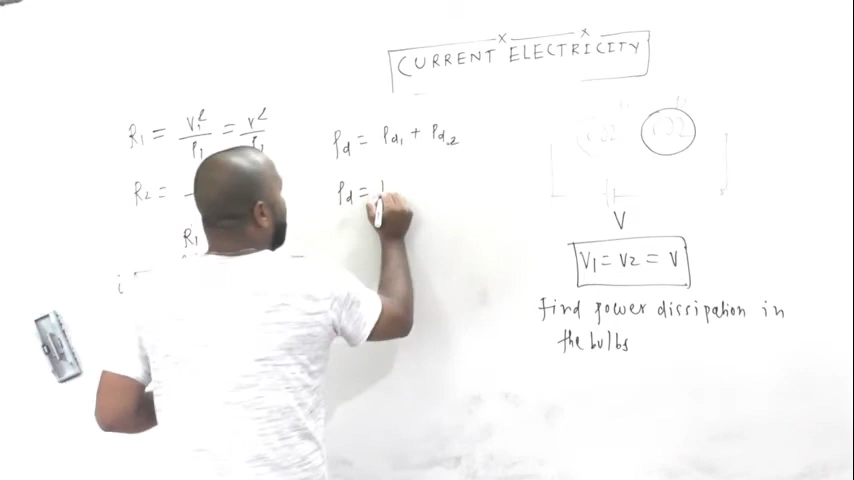 CURRENT ELECTRICITY
R1 = V1²/P1 = V²/P1
Pd = Pd1 + Pd2
R2 =
Pd =
R1
i
V
V1 = V2 = V
Find power dissipation in
the bulbs